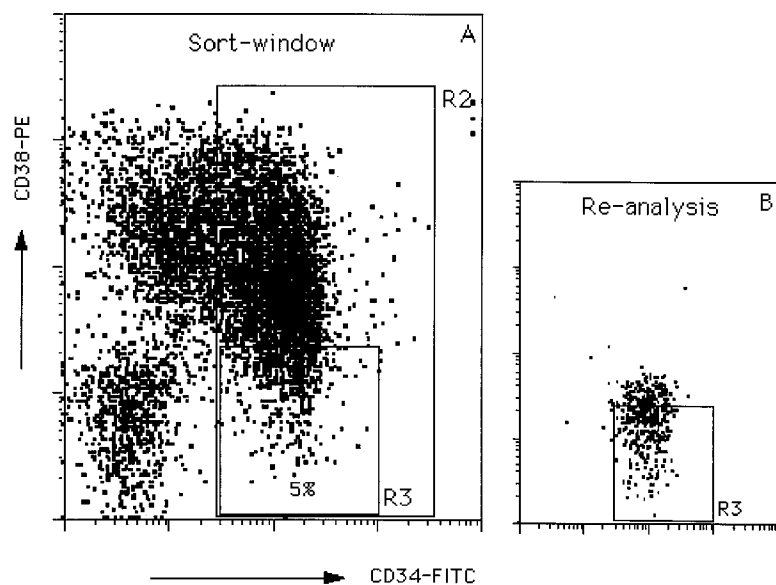 Sort-window
A
R2
CD38-PE
5%
R3
CD34-FITC
Re-analysis
B
R3